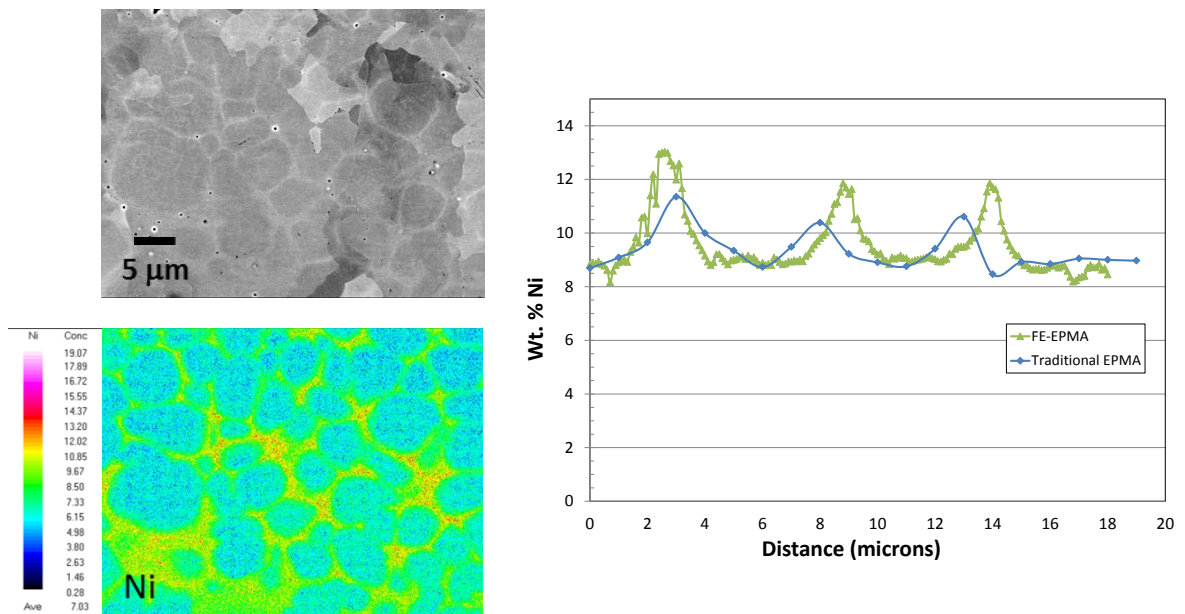 5 µm
Ni Conc
19.07
17.89
16.72
15.55
14.37
13.20
12.02
10.85
9.67
8.50
7.33
6.15
4.98
3.80
2.63
1.46
0.28
Ave 7.03
Ni
Wt. % Ni
14
12
10
8
6
4
2
0
0 2 4 6 8 10 12 14 16 18 20
Distance (microns)
FE-EPMA
Traditional EPMA